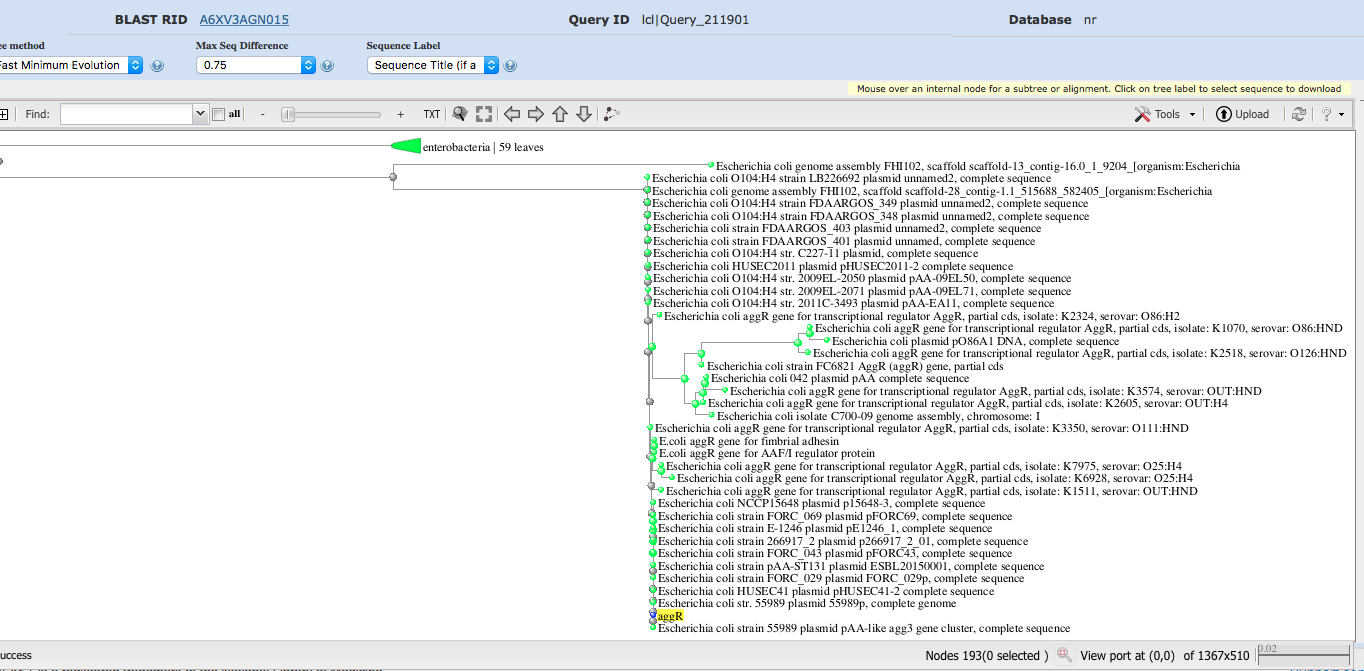 BLAST RID A6XV3AGN015 Query ID lcl|Query_211901 Database nr
ee method Max Seq Difference Sequence Label
Fast Minimum Evolution 0.75 Sequence Title (if a
Mouse over an internal node for a subtree or alignment. Click on tree label to select sequence to download
Find: all - + TXT Tools Upload ?
enterobacteria | 59 leaves
Escherichia coli genome assembly FHI102, scaffold scaffold-13_contig-16.0_1_9204_[organism:Escherichia
Escherichia coli O104:H4 strain LB226692 plasmid unnamed2, complete sequence
Escherichia coli genome assembly FHI102, scaffold scaffold-28_contig-1.1_515688_582405_[organism:Escherichia
Escherichia coli O104:H4 strain FDAARGOS_349 plasmid unnamed2, complete sequence
Escherichia coli O104:H4 strain FDAARGOS_348 plasmid unnamed2, complete sequence
Escherichia coli strain FDAARGOS_403 plasmid unnamed2, complete sequence
Escherichia coli strain FDAARGOS_401 plasmid unnamed, complete sequence
Escherichia coli O104:H4 str. C227-11 plasmid, complete sequence
Escherichia coli HUSEC2011 plasmid pHUSEC2011-2 complete sequence
Escherichia coli O104:H4 str. 2009EL-2050 plasmid pAA-09EL50, complete sequence
Escherichia coli O104:H4 str. 2009EL-2071 plasmid pAA-09EL71, complete sequence
Escherichia coli O104:H4 str. 2011C-3493 plasmid pAA-EA11, complete sequence
Escherichia coli aggR gene for transcriptional regulator AggR, partial cds, isolate: K2324, serovar: O86:H2
Escherichia coli aggR gene for transcriptional regulator AggR, partial cds, isolate: K1070, serovar: O86:HND
Escherichia coli plasmid pO86A1 DNA, complete sequence
Escherichia coli aggR gene for transcriptional regulator AggR, partial cds, isolate: K2518, serovar: O126:HND
Escherichia coli strain FC6821 AggR (aggR) gene, partial cds
Escherichia coli 042 plasmid pAA complete sequence
Escherichia coli aggR gene for transcriptional regulator AggR, partial cds, isolate: K3574, serovar: OUT:HND
Escherichia coli aggR gene for transcriptional regulator AggR, partial cds, isolate: K2605, serovar: OUT:H4
Escherichia coli isolate C700-09 genome assembly, chromosome: I
Escherichia coli aggR gene for transcriptional regulator AggR, partial cds, isolate: K3350, serovar: O111:HND
E.coli aggR gene for fimbrial adhesin
E.coli aggR gene for AAF/I regulator protein
Escherichia coli aggR gene for transcriptional regulator AggR, partial cds, isolate: K7975, serovar: O25:H4
Escherichia coli aggR gene for transcriptional regulator AggR, partial cds, isolate: K6928, serovar: O25:H4
Escherichia coli aggR gene for transcriptional regulator AggR, partial cds, isolate: K1511, serovar: OUT:HND
Escherichia coli NCCP15648 plasmid p15648-3, complete sequence
Escherichia coli strain FORC_069 plasmid pFORC69, complete sequence
Escherichia coli strain E-1246 plasmid pE1246_1, complete sequence
Escherichia coli strain 266917_2 plasmid p266917_2_01, complete sequence
Escherichia coli strain FORC_043 plasmid pFORC43, complete sequence
Escherichia coli strain pAA-ST131 plasmid ESBL20150001, complete sequence
Escherichia coli strain FORC_029 plasmid FORC_029p, complete sequence
Escherichia coli HUSEC41 plasmid pHUSEC41-2 complete sequence
Escherichia coli str. 55989 plasmid 55989p, complete genome
aggR
Escherichia coli strain 55989 plasmid pAA-like agg3 gene cluster, complete sequence
uccess Nodes 193(0 selected ) View port at (0,0) of 1367x510 0.02